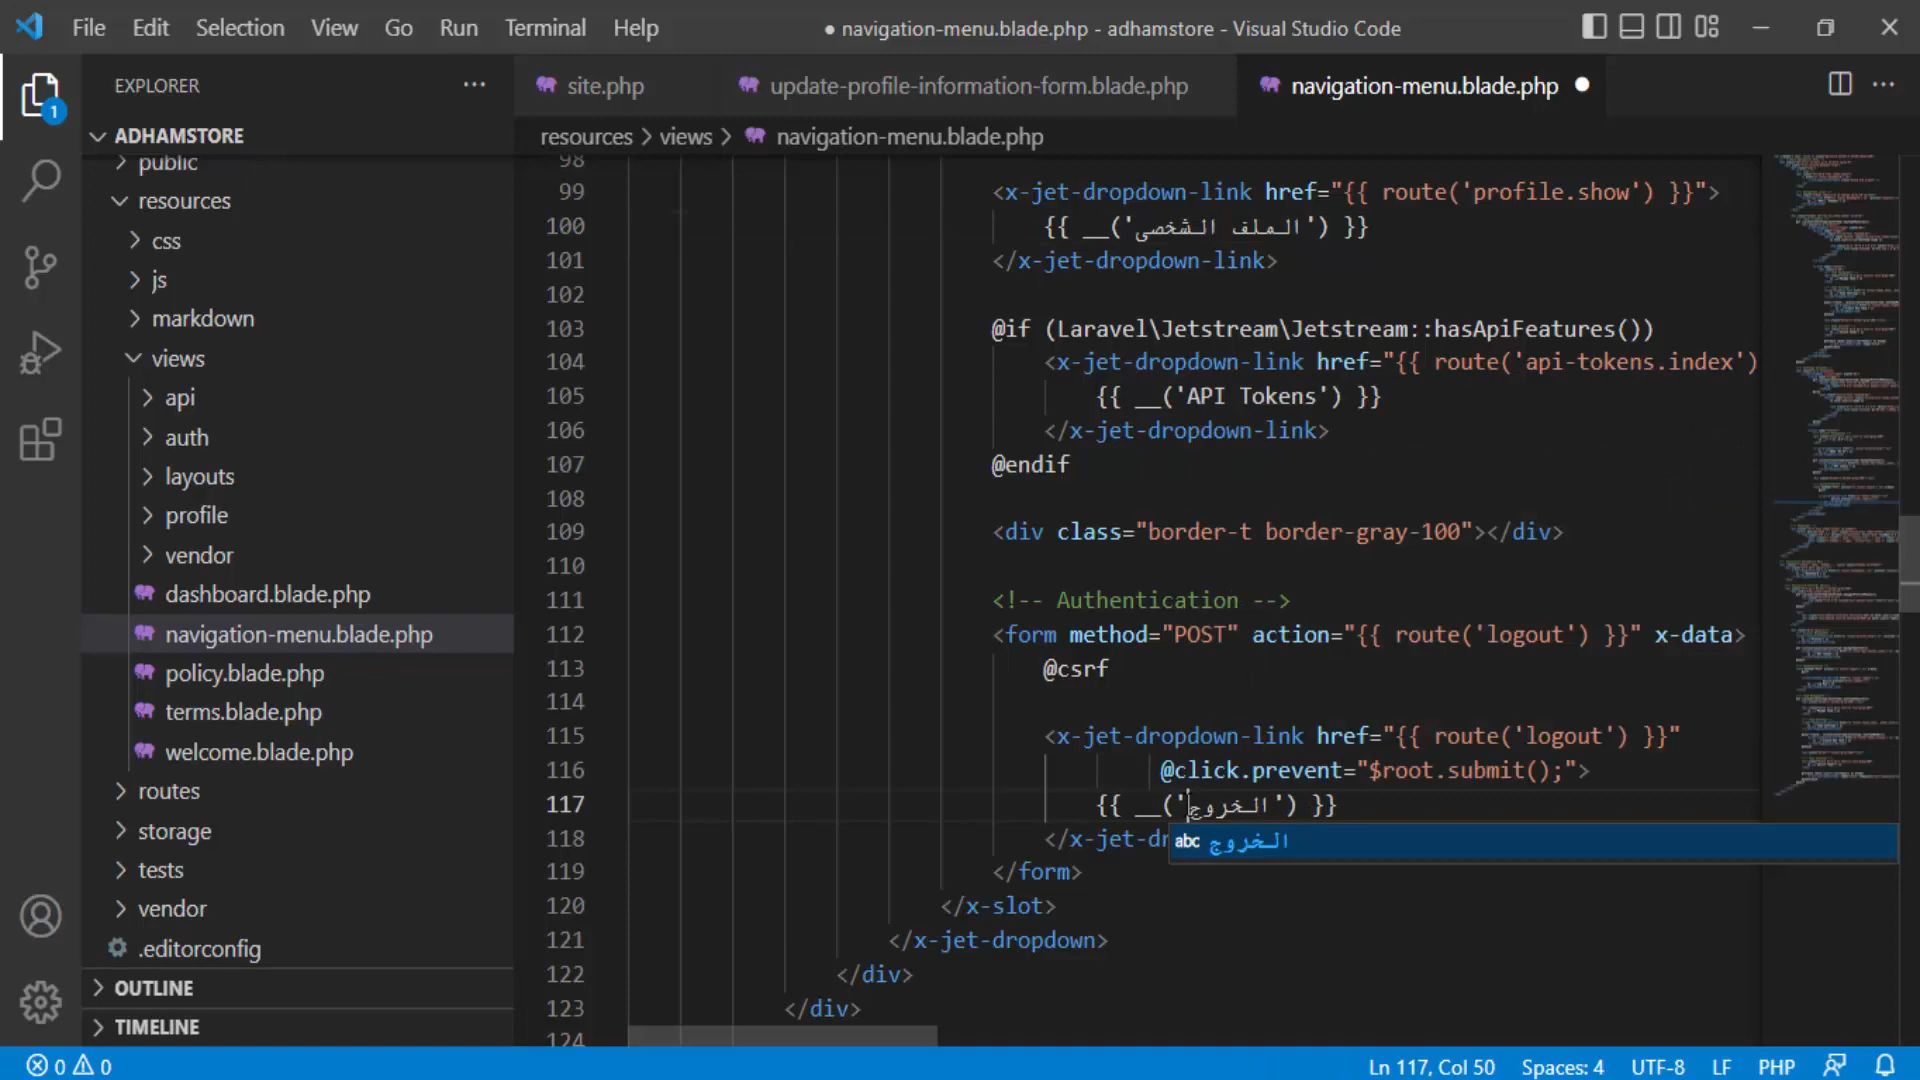 File Edit Selection View Go Run Terminal Help
● navigation-menu.blade.php - adhamstore - Visual Studio Code
EXPLORER
1
ADHAMSTORE
public
resources
css
js
markdown
views
api
auth
layouts
profile
vendor
dashboard.blade.php
navigation-menu.blade.php
policy.blade.php
terms.blade.php
welcome.blade.php
routes
storage
tests
vendor
.editorconfig
OUTLINE
TIMELINE
site.php update-profile-information-form.blade.php navigation-menu.blade.php
resources > views > navigation-menu.blade.php
98
99 <x-jet-dropdown-link href="{{ route('profile.show') }}">
100 {{ __('الملف الشخصى') }}
101 </x-jet-dropdown-link>
102
103 @if (Laravel\Jetstream\Jetstream::hasApiFeatures())
104 <x-jet-dropdown-link href="{{ route('api-tokens.index')
105 {{ __('API Tokens') }}
106 </x-jet-dropdown-link>
107 @endif
108
109 <div class="border-t border-gray-100"></div>
110
111 <!-- Authentication -->
112 <form method="POST" action="{{ route('logout') }}" x-data>
113 @csrf
114
115 <x-jet-dropdown-link href="{{ route('logout') }}"
116 @click.prevent="$root.submit();">
117 {{ __('الخروج') }}
118 </x-jet-dr
abc الخروج
119 </form>
120 </x-slot>
121 </x-jet-dropdown>
122 </div>
123 </div>
124
0 0 Ln 117, Col 50 Spaces: 4 UTF-8 LF PHP